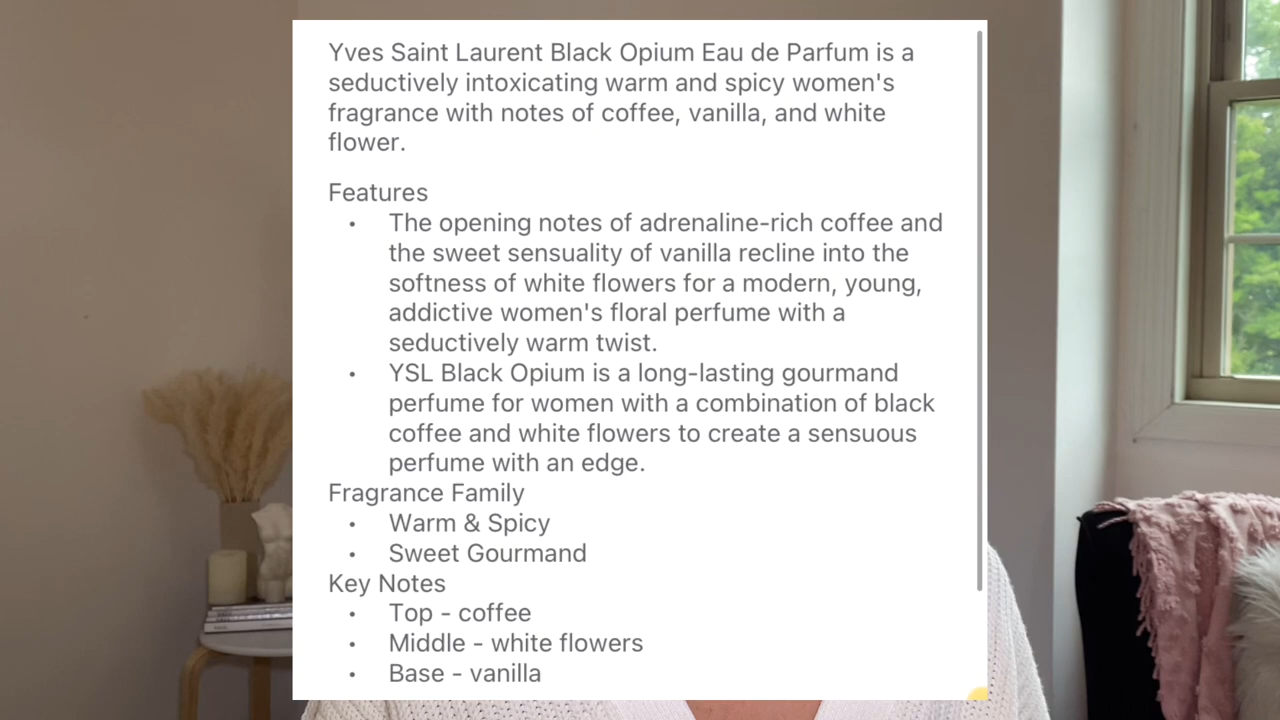 Yves Saint Laurent Black Opium Eau de Parfum is a
seductively intoxicating warm and spicy women's
fragrance with notes of coffee, vanilla, and white
flower.
Features
• The opening notes of adrenaline-rich coffee and
the sweet sensuality of vanilla recline into the
softness of white flowers for a modern, young,
addictive women's floral perfume with a
seductively warm twist.
• YSL Black Opium is a long-lasting gourmand
perfume for women with a combination of black
coffee and white flowers to create a sensuous
perfume with an edge.
Fragrance Family
• Warm & Spicy
• Sweet Gourmand
Key Notes
• Top - coffee
• Middle - white flowers
• Base - vanilla